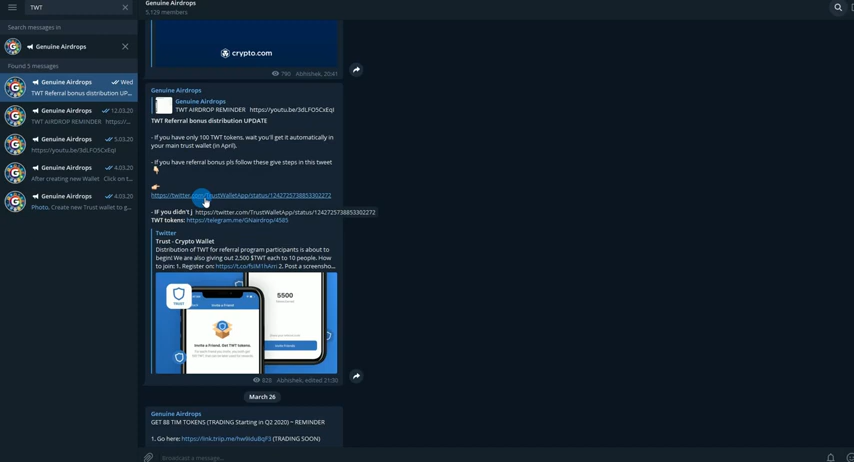 TWT
Genuine Airdrops
5,129 members
Search messages in
Genuine Airdrops
Found 5 messages
Genuine Airdrops Wed
TWT Referral bonus distribution UP...
Genuine Airdrops 12.03.20
TWT AIRDROP REMINDER https://...
Genuine Airdrops 5.03.20
https://youtu.be/3dLFO5CxEqI
Genuine Airdrops 4.03.20
After creating new Wallet Click on t...
Genuine Airdrops 4.03.20
Photo, Create new Trust wallet to g...
crypto.com
790 Abhishek, 20:41
Genuine Airdrops
Genuine Airdrops
TWT AIRDROP REMINDER https://youtu.be/3dLFO5CxEqI
TWT Referral bonus distribution UPDATE
- If you have only 100 TWT tokens, wait you'll get it automatically in
your main trust wallet (in April).
- If you have referral bonus pls follow these give steps in this tweet
https://twitter.com/TrustWalletApp/status/1242725738853302272
- IF you didn't j https://twitter.com/TrustWalletApp/status/1242725738853302272
TWT tokens: https://telegram.me/GNairdrop/4585
Twitter
Trust - Crypto Wallet
Distribution of TWT for referral program participants is about to
begin! We are also giving out 2,500 $TWT each to 10 people. How
to join: 1. Register on: 2. Post a screensho...
TRUST
Invite a Friend
Invite a Friend. Get TWT tokens.
5500
Invite Friends
828 Abhishek, edited 21:30
March 26
Genuine Airdrops
GET 88 TIM TOKENS (TRADING Starting in Q2 2020) ~ REMINDER
1. Go here: https://link.triip.me/hw9IduBqF3 (TRADING SOON)
Broadcast a message...